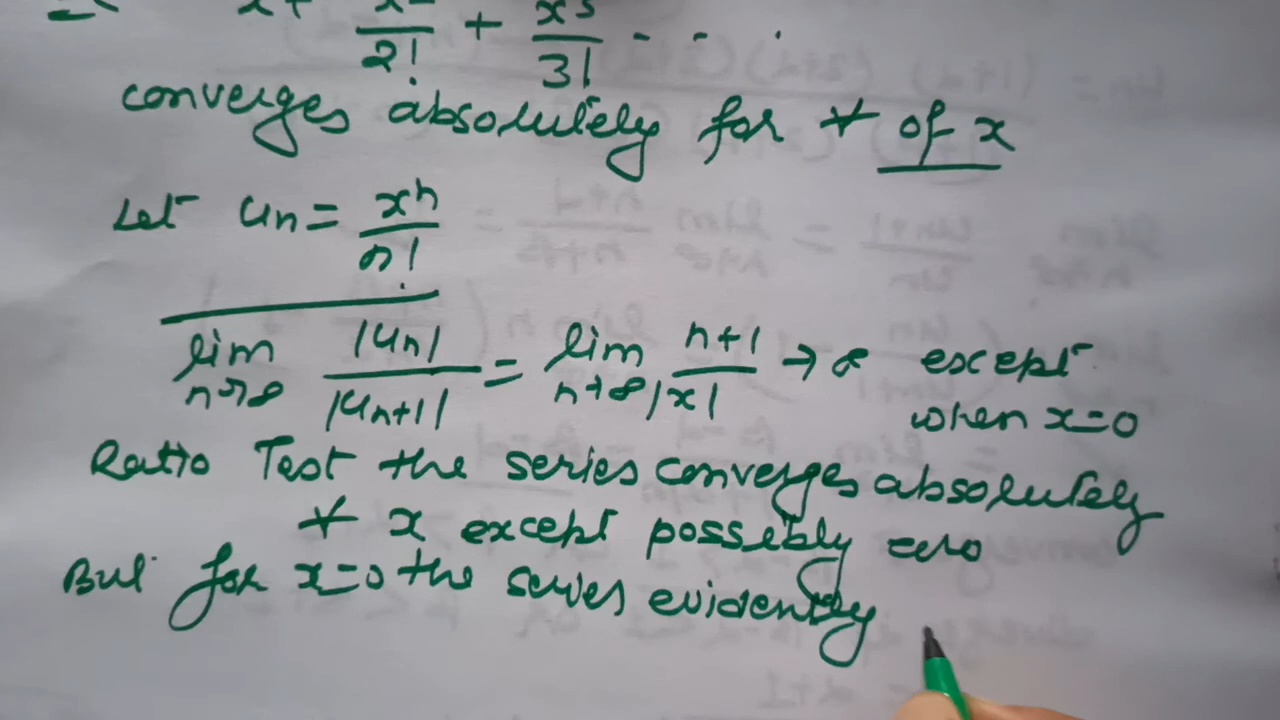 x + x²/2! + x³/3! - - .
converges absolutely for ∀ of x
Let un = xⁿ/n!
lim n→∞ |un|/|un+1| = lim n→∞ n+1/|x| → ∞ except when x=0
Ratio Test the series converges absolutely
∀ x except possibly zero
But for x=0 the series evidently